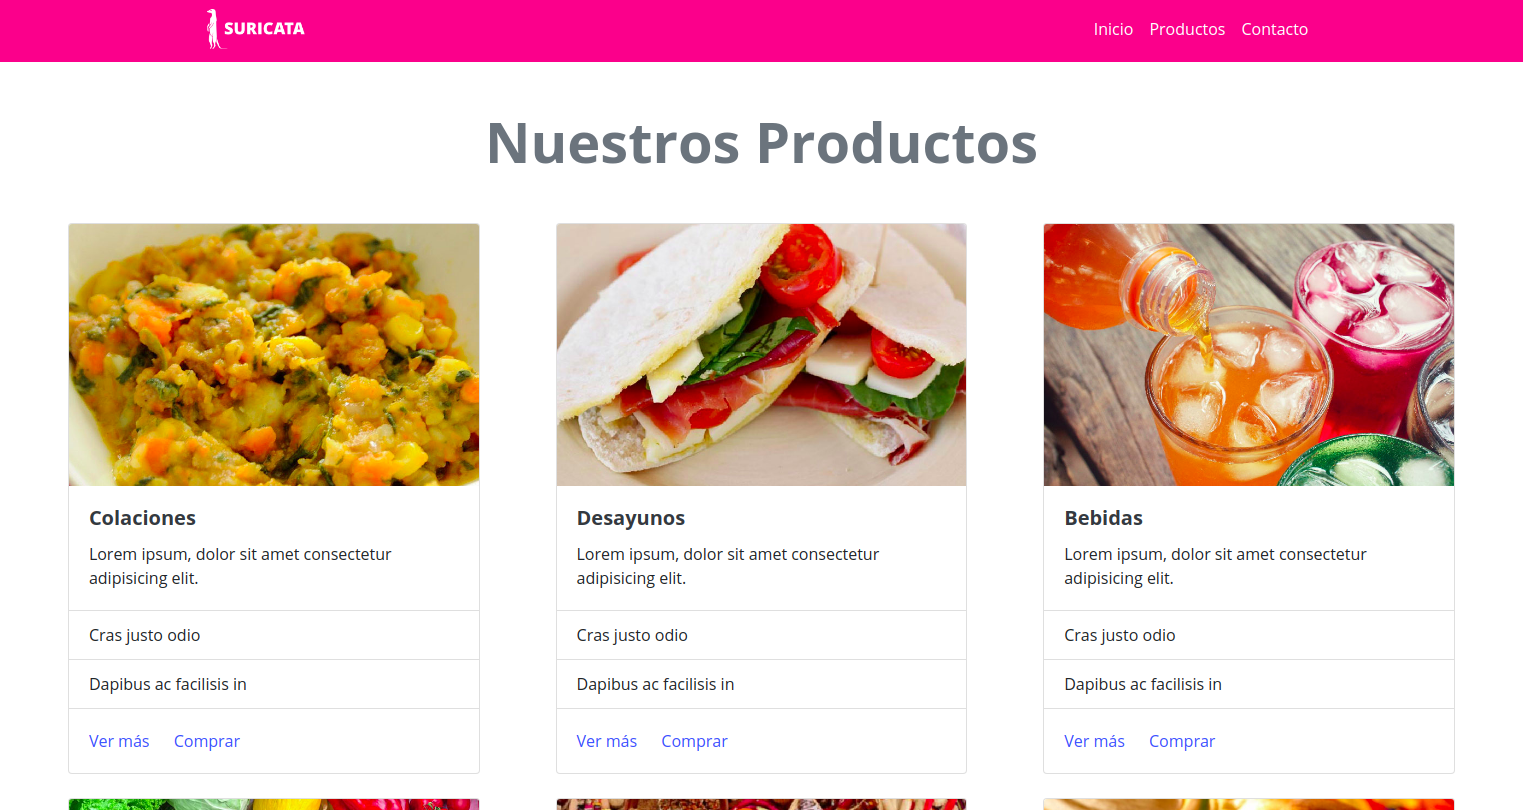 SURICATA
Inicio Productos Contacto
Nuestros Productos
Colaciones
Lorem ipsum, dolor sit amet consectetur
adipisicing elit.
Cras justo odio
Dapibus ac facilisis in
Ver más Comprar
Desayunos
Lorem ipsum, dolor sit amet consectetur
adipisicing elit.
Cras justo odio
Dapibus ac facilisis in
Ver más Comprar
Bebidas
Lorem ipsum, dolor sit amet consectetur
adipisicing elit.
Cras justo odio
Dapibus ac facilisis in
Ver más Comprar